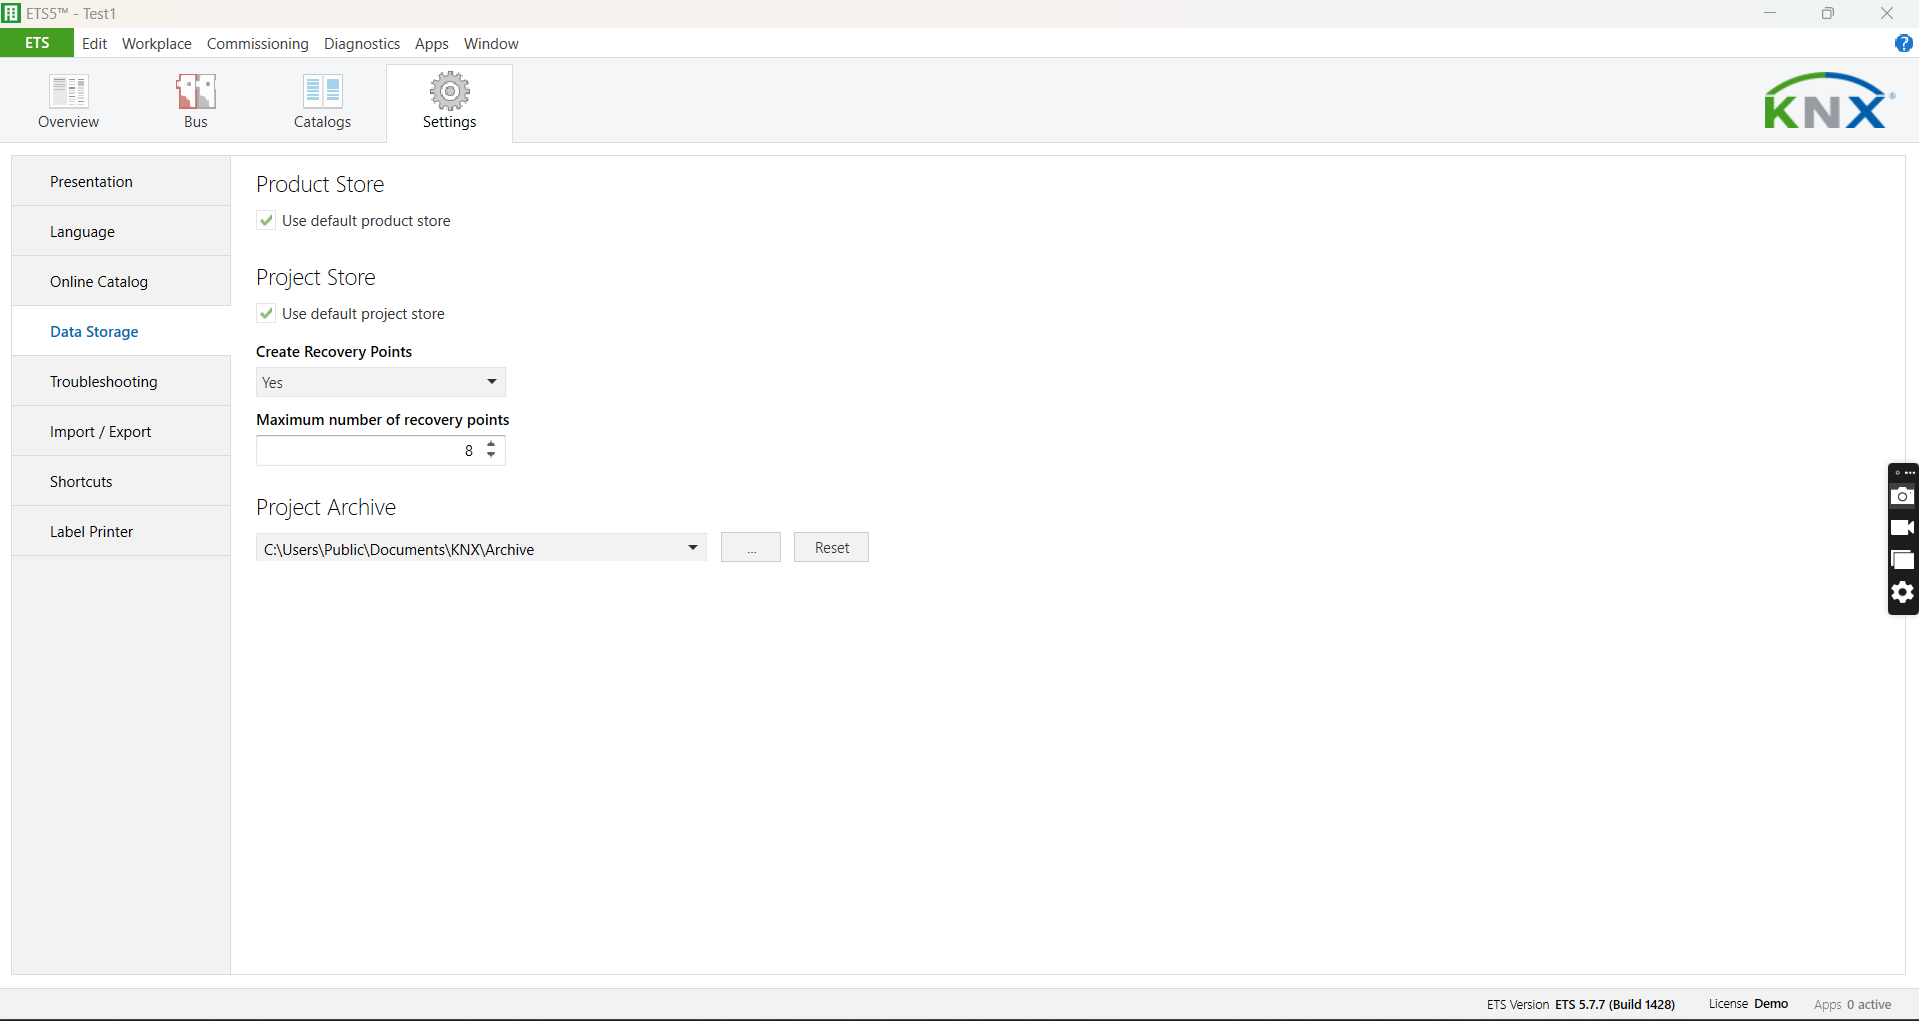 ETS5™ - Test1
ETS Edit Workplace Commissioning Diagnostics Apps Window
?
Overview Bus Catalogs Settings
KNX®
Presentation
Language
Online Catalog
Data Storage
Troubleshooting
Import / Export
Shortcuts
Label Printer
Product Store
Use default product store
Project Store
Use default project store
Create Recovery Points
Yes
Maximum number of recovery points
8
Project Archive
C:\Users\Public\Documents\KNX\Archive ... Reset
ETS Version ETS 5.7.7 (Build 1428) License Demo Apps 0 active